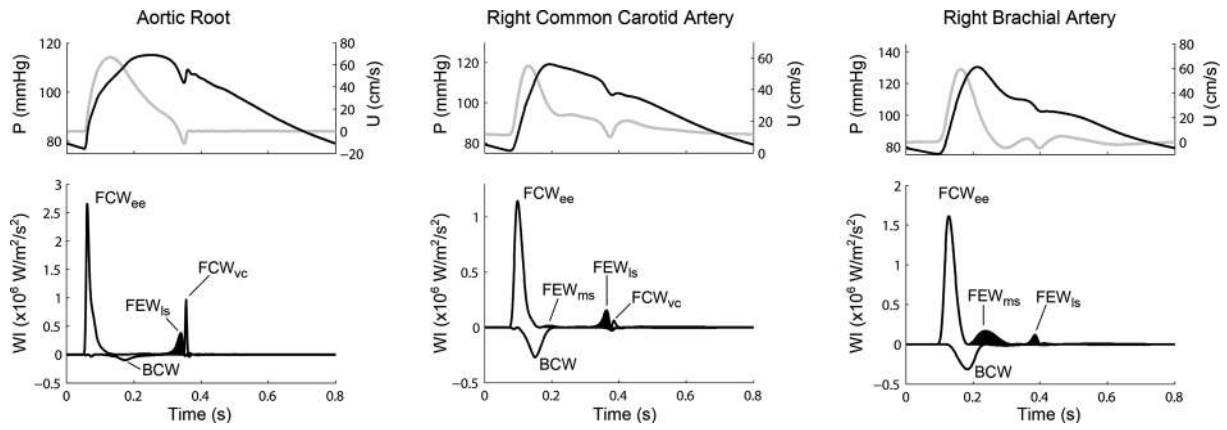 Aortic Root
Right Common Carotid Artery
Right Brachial Artery
P (mmHg)
120
100
80
80
60
40
20
0
−20
U (cm/s)
P (mmHg)
120
100
80
60
40
20
0
U (cm/s)
P (mmHg)
140
120
100
80
80
60
40
20
0
U (cm/s)
WI (x10⁶ W/m²/s²)
3
2.5
2
1.5
1
0.5
0
−0.5
FCWee
FCWvc
FEWls
BCW
0
0.2
0.4
0.6
0.8
Time (s)
WI (x10⁶ W/m²/s²)
1
0.5
0
−0.5
FCWee
FEWls
FEWms
FCWvc
BCW
0
0.2
0.4
0.6
0.8
Time (s)
WI (x10⁶ W/m²/s²)
2
1.5
1
0.5
0
−0.5
FCWee
FEWms
FEWls
BCW
0
0.2
0.4
0.6
0.8
Time (s)